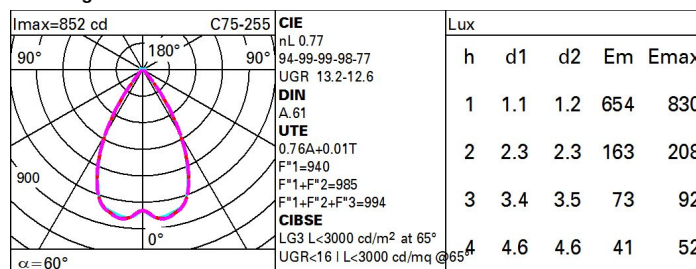 Imax=852 cd C75-255
90° 180° 90°
900
0°
α=60°
CIE
nL 0.77
94-99-99-98-77
UGR 13.2-12.6
DIN
A.61
UTE
0.76A+0.01T
F"1=940
F"1+F"2=985
F"1+F"2+F"3=994
CIBSE
LG3 L<3000 cd/m² at 65°
UGR<16 | L<3000 cd/mq @65°
Lux
h d1 d2 Em Emax
1 1.1 1.2 654 830
2 2.3 2.3 163 208
3 3.4 3.5 73 92
4 4.6 4.6 41 52